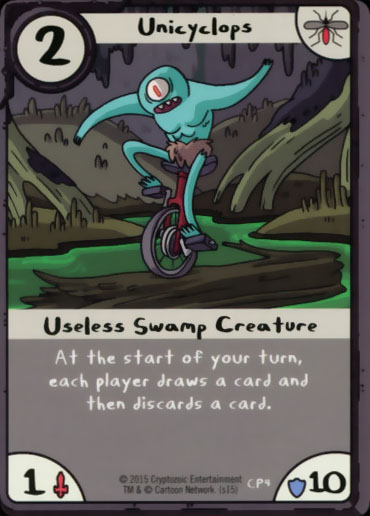 2
Unicyclops
Useless Swamp Creature
At the start of your turn,
each player draws a card and
then discards a card.
© 2015 Cryptozoic Entertainment
TM & © Cartoon Network. (s15)
CP4
1
10